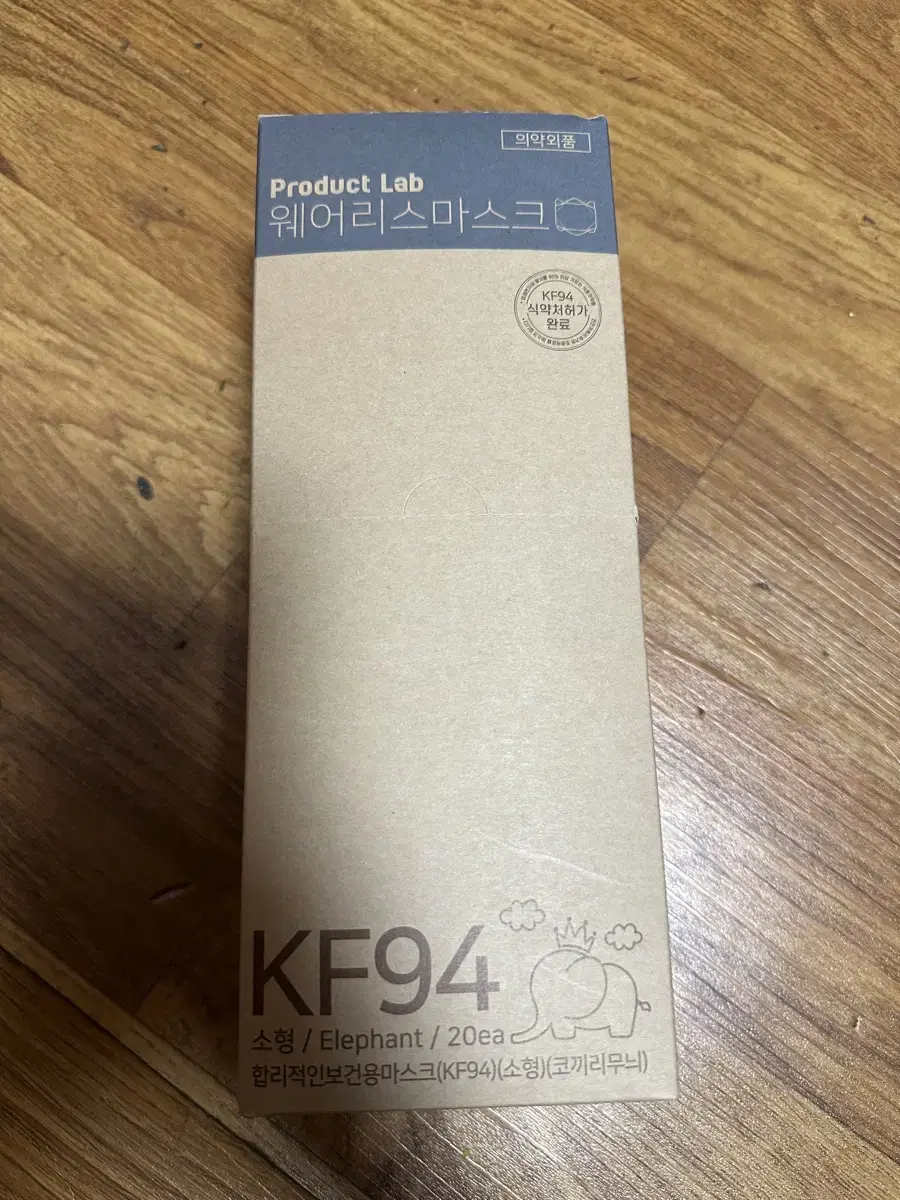 의약외품
Product Lab
웨어리스마스크
KF94
식약처허가
완료
KF94
소형 / Elephant / 20ea
합리적인보건용마스크(KF94)(소형)(코끼리무늬)